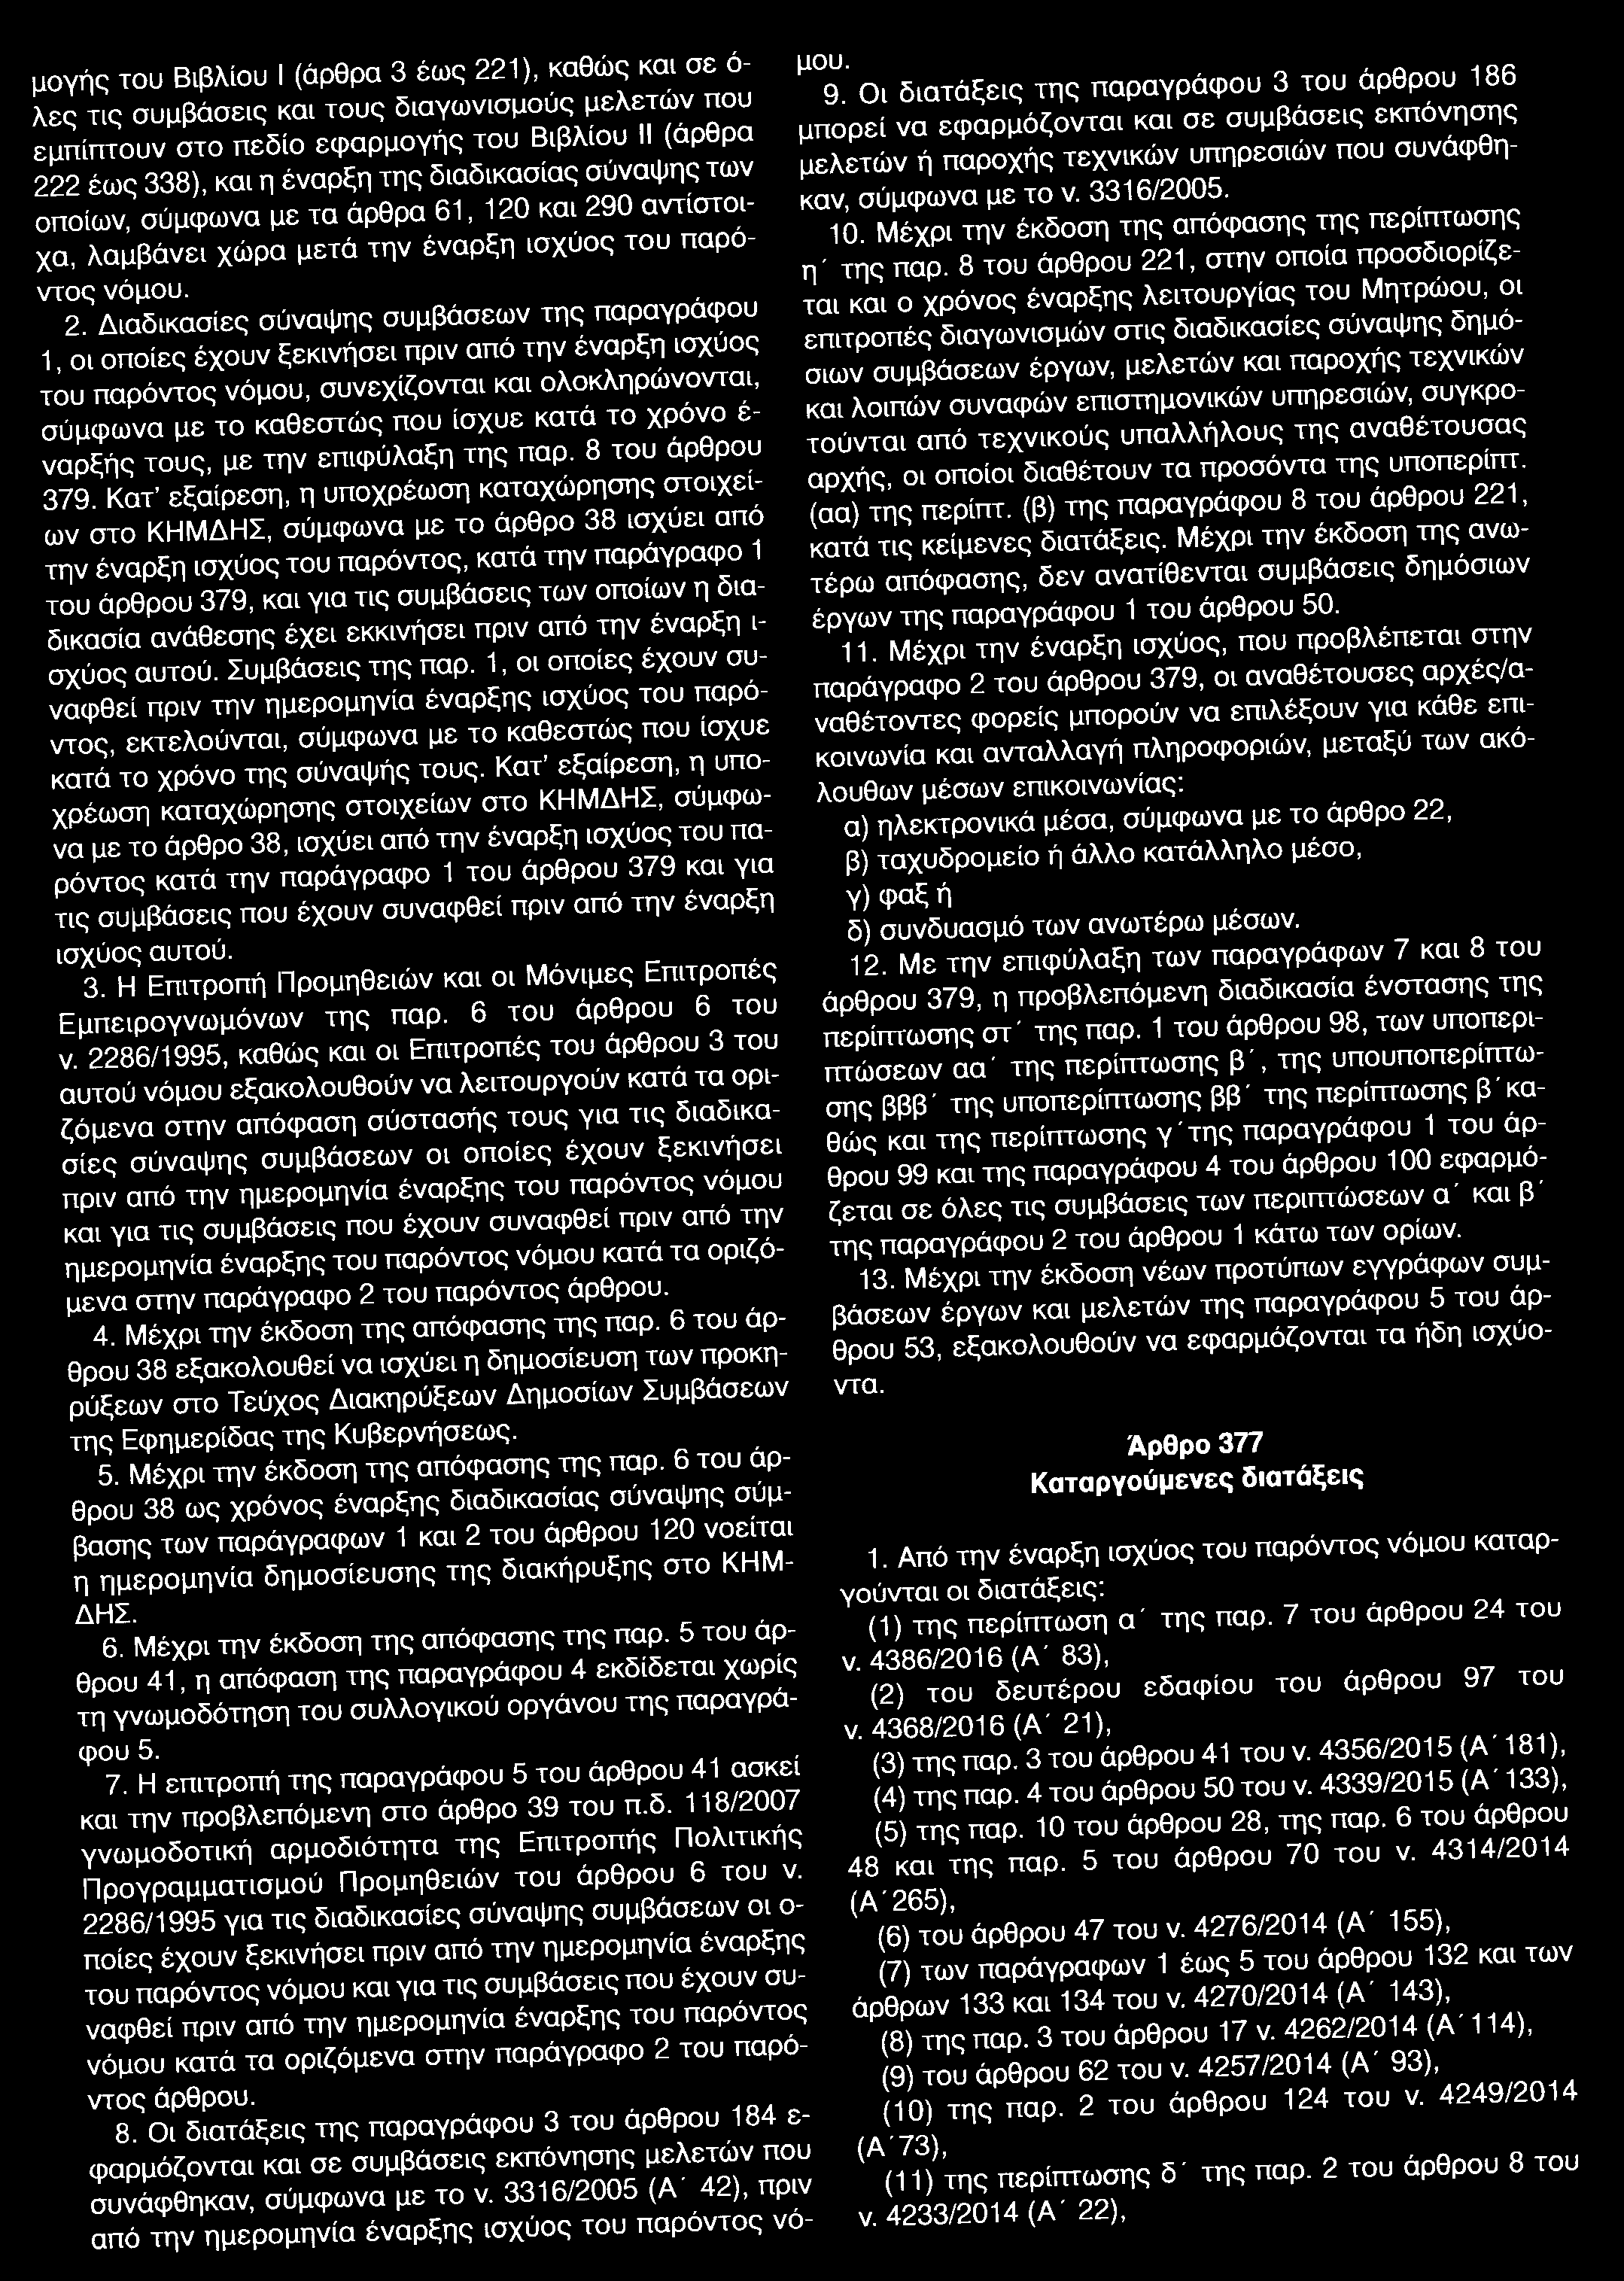 μογής του Βιβλίου Ι (άρθρα 3 έως 221), καθώς και σε ό-
λες τις συμβάσεις και τους διαγωνισμούς μελετών που
εμπίπτουν στο πεδίο εφαρμογής του Βιβλίου ΙΙ (άρθρα
222 έως 338), και η έναρξη της διαδικασίας σύναψης των
οποίων, σύμφωνα με τα άρθρα 61, 120 και 290 αντίστοι-
χα, λαμβάνει χώρα μετά την έναρξη ισχύος του παρό-
ντος νόμου.
2. Διαδικασίες σύναψης συμβάσεων της παραγράφου
1, οι οποίες έχουν ξεκινήσει πριν από την έναρξη ισχύος
του παρόντος νόμου, συνεχίζονται και ολοκληρώνονται,
σύμφωνα με το καθεστώς που ίσχυε κατά το χρόνο έ-
ναρξής τους, με την επιφύλαξη της παρ. 8 του άρθρου
379. Κατ’ εξαίρεση, η υποχρέωση καταχώρησης στοιχεί-
ων στο ΚΗΜΔΗΣ, σύμφωνα με το άρθρο 38 ισχύει από
την έναρξη ισχύος του παρόντος, κατά την παράγραφο 1
του άρθρου 379, και για τις συμβάσεις των οποίων η δια-
δικασία ανάθεσης έχει εκκινήσει πριν από την έναρξη ι-
σχύος αυτού. Συμβάσεις της παρ. 1, οι οποίες έχουν συ-
ναφθεί πριν την ημερομηνία έναρξης ισχύος του παρό-
ντος, εκτελούνται, σύμφωνα με το καθεστώς που ίσχυε
κατά το χρόνο της σύναψής τους. Κατ’ εξαίρεση, η υπο-
χρέωση καταχώρησης στοιχείων στο ΚΗΜΔΗΣ, σύμφω-
να με το άρθρο 38, ισχύει από την έναρξη ισχύος του πα-
ρόντος κατά την παράγραφο 1 του άρθρου 379 και για
τις συμβάσεις που έχουν συναφθεί πριν από την έναρξη
ισχύος αυτού.
3. Η Επιτροπή Προμηθειών και οι Μόνιμες Επιτροπές
Εμπειρογνωμόνων της παρ. 6 του άρθρου 6 του
ν. 2286/1995, καθώς και οι Επιτροπές του άρθρου 3 του
αυτού νόμου εξακολουθούν να λειτουργούν κατά τα ορι-
ζόμενα στην απόφαση σύστασής τους για τις διαδικα-
σίες σύναψης συμβάσεων οι οποίες έχουν ξεκινήσει
πριν από την ημερομηνία έναρξης του παρόντος νόμου
και για τις συμβάσεις που έχουν συναφθεί πριν από την
ημερομηνία έναρξης του παρόντος νόμου κατά τα οριζό-
μενα στην παράγραφο 2 του παρόντος άρθρου.
4. Μέχρι την έκδοση της απόφασης της παρ. 6 του άρ-
θρου 38 εξακολουθεί να ισχύει η δημοσίευση των προκη-
ρύξεων στο Τεύχος Διακηρύξεων Δημοσίων Συμβάσεων
της Εφημερίδας της Κυβερνήσεως.
5. Μέχρι την έκδοση της απόφασης της παρ. 6 του άρ-
θρου 38 ως χρόνος έναρξης διαδικασίας σύναψης σύμ-
βασης των παράγραφων 1 και 2 του άρθρου 120 νοείται
η ημερομηνία δημοσίευσης της διακήρυξης στο ΚΗΜ-
ΔΗΣ.
6. Μέχρι την έκδοση της απόφασης της παρ. 5 του άρ-
θρου 41, η απόφαση της παραγράφου 4 εκδίδεται χωρίς
τη γνωμοδότηση του συλλογικού οργάνου της παραγρά-
φου 5.
7. Η επιτροπή της παραγράφου 5 του άρθρου 41 ασκεί
και την προβλεπόμενη στο άρθρο 39 του π.δ. 118/2007
γνωμοδοτική αρμοδιότητα της Επιτροπής Πολιτικής
Προγραμματισμού Προμηθειών του άρθρου 6 του ν.
2286/1995 για τις διαδικασίες σύναψης συμβάσεων οι ο-
ποίες έχουν ξεκινήσει πριν από την ημερομηνία έναρξης
του παρόντος νόμου και για τις συμβάσεις που έχουν συ-
ναφθεί πριν από την ημερομηνία έναρξης του παρόντος
νόμου κατά τα οριζόμενα στην παράγραφο 2 του παρό-
ντος άρθρου.
8. Οι διατάξεις της παραγράφου 3 του άρθρου 184 ε-
φαρμόζονται και σε συμβάσεις εκπόνησης μελετών που
συνάφθηκαν, σύμφωνα με το ν. 3316/2005 (Α΄ 42), πριν
από την ημερομηνία έναρξης ισχύος του παρόντος νό-
μου.
9. Οι διατάξεις της παραγράφου 3 του άρθρου 186
μπορεί να εφαρμόζονται και σε συμβάσεις εκπόνησης
μελετών ή παροχής τεχνικών υπηρεσιών που συνάφθη-
καν, σύμφωνα με το ν. 3316/2005.
10. Μέχρι την έκδοση της απόφασης της περίπτωσης
η΄ της παρ. 8 του άρθρου 221, στην οποία προσδιορίζε-
ται και ο χρόνος έναρξης λειτουργίας του Μητρώου, οι
επιτροπές διαγωνισμών στις διαδικασίες σύναψης δημό-
σιων συμβάσεων έργων, μελετών και παροχής τεχνικών
και λοιπών συναφών επιστημονικών υπηρεσιών, συγκρο-
τούνται από τεχνικούς υπαλλήλους της αναθέτουσας
αρχής, οι οποίοι διαθέτουν τα προσόντα της υποπερίπτ.
(αα) της περίπτ. (β) της παραγράφου 8 του άρθρου 221,
κατά τις κείμενες διατάξεις. Μέχρι την έκδοση της ανω-
τέρω απόφασης, δεν ανατίθενται συμβάσεις δημόσιων
έργων της παραγράφου 1 του άρθρου 50.
11. Μέχρι την έναρξη ισχύος, που προβλέπεται στην
παράγραφο 2 του άρθρου 379, οι αναθέτουσες αρχές/α-
ναθέτοντες φορείς μπορούν να επιλέξουν για κάθε επι-
κοινωνία και ανταλλαγή πληροφοριών, μεταξύ των ακό-
λουθων μέσων επικοινωνίας:
α) ηλεκτρονικά μέσα, σύμφωνα με το άρθρο 22,
β) ταχυδρομείο ή άλλο κατάλληλο μέσο,
γ) φαξ ή
δ) συνδυασμό των ανωτέρω μέσων.
12. Με την επιφύλαξη των παραγράφων 7 και 8 του
άρθρου 379, η προβλεπόμενη διαδικασία ένστασης της
περίπτωσης στ΄ της παρ. 1 του άρθρου 98, των υποπερι-
πτώσεων αα΄ της περίπτωσης β΄, της υπουποπερίπτω-
σης βββ΄ της υποπερίπτωσης ββ΄ της περίπτωσης β΄κα-
θώς και της περίπτωσης γ΄της παραγράφου 1 του άρ-
θρου 99 και της παραγράφου 4 του άρθρου 100 εφαρμό-
ζεται σε όλες τις συμβάσεις των περιπτώσεων α΄ και β΄
της παραγράφου 2 του άρθρου 1 κάτω των ορίων.
13. Μέχρι την έκδοση νέων προτύπων εγγράφων συμ-
βάσεων έργων και μελετών της παραγράφου 5 του άρ-
θρου 53, εξακολουθούν να εφαρμόζονται τα ήδη ισχύο-
ντα.
Άρθρο 377
Καταργούμενες διατάξεις
1. Από την έναρξη ισχύος του παρόντος νόμου καταρ-
γούνται οι διατάξεις:
(1) της περίπτωση α΄ της παρ. 7 του άρθρου 24 του
ν. 4386/2016 (Α΄ 83),
(2) του δευτέρου εδαφίου του άρθρου 97 του
ν. 4368/2016 (Α΄ 21),
(3) της παρ. 3 του άρθρου 41 του ν. 4356/2015 (Α΄181),
(4) της παρ. 4 του άρθρου 50 του ν. 4339/2015 (Α΄133),
(5) της παρ. 10 του άρθρου 28, της παρ. 6 του άρθρου
48 και της παρ. 5 του άρθρου 70 του ν. 4314/2014
(Α΄265),
(6) του άρθρου 47 του ν. 4276/2014 (Α΄ 155),
(7) των παράγραφων 1 έως 5 του άρθρου 132 και των
άρθρων 133 και 134 του ν. 4270/2014 (Α΄ 143),
(8) της παρ. 3 του άρθρου 17 ν. 4262/2014 (Α΄114),
(9) του άρθρου 62 του ν. 4257/2014 (Α΄ 93),
(10) της παρ. 2 του άρθρου 124 του ν. 4249/2014
(Α΄73),
(11) της περίπτωσης δ΄ της παρ. 2 του άρθρου 8 του
ν. 4233/2014 (Α΄ 22),